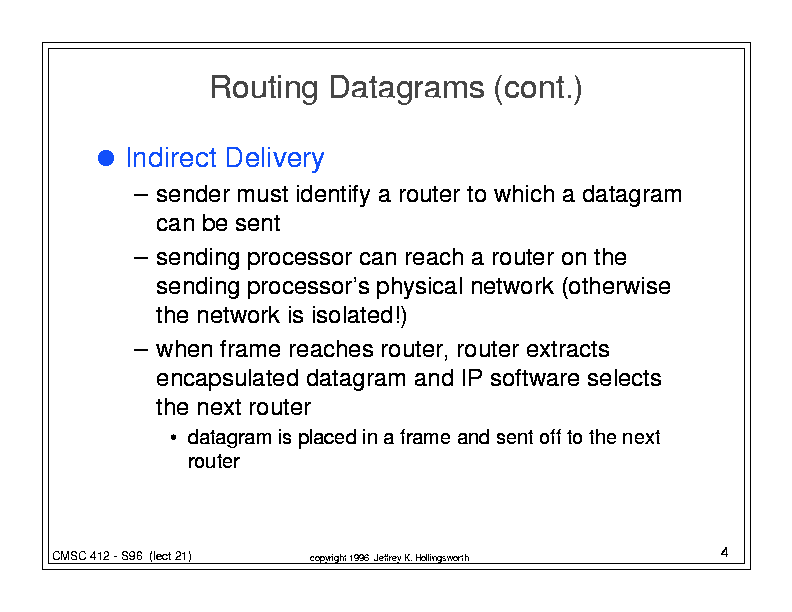 Routing Datagrams (cont.)
● Indirect Delivery
– sender must identify a router to which a datagram
can be sent
– sending processor can reach a router on the
sending processor's physical network (otherwise
the network is isolated!)
– when frame reaches router, router extracts
encapsulated datagram and IP software selects
the next router
• datagram is placed in a frame and sent off to the next
router
CMSC 412 - S96 (lect 21)
copyright 1996 Jeffrey K. Hollingsworth
4